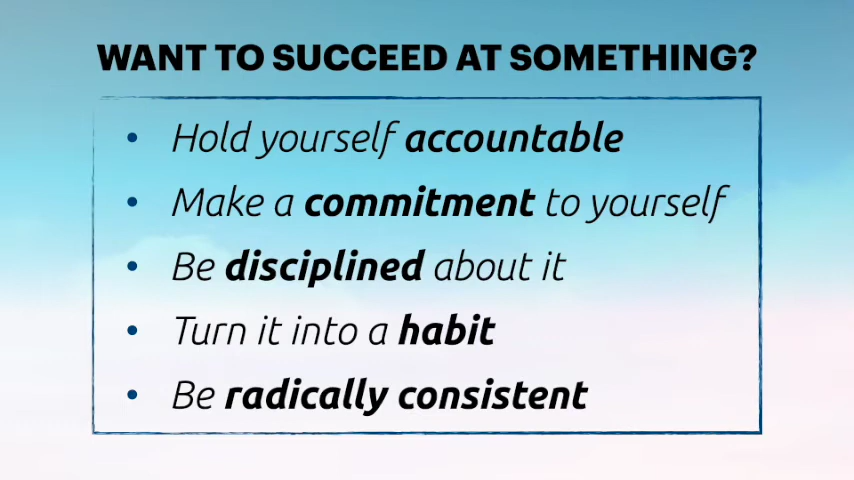 WANT TO SUCCEED AT SOMETHING?
• Hold yourself accountable
• Make a commitment to yourself
• Be disciplined about it
• Turn it into a habit
• Be radically consistent